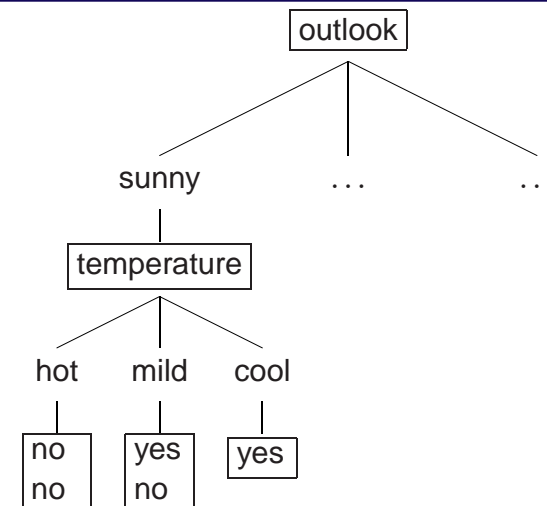 outlook
sunny ... ..
temperature
hot mild cool
no yes yes
no no